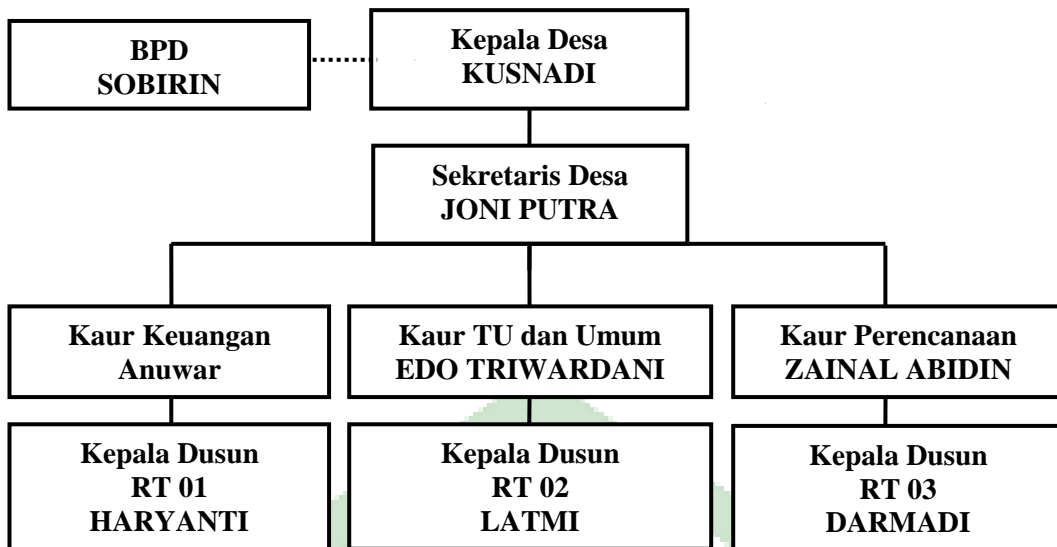 BPD
SOBIRIN
Kepala Desa
KUSNADI
Sekretaris Desa
JONI PUTRA
Kaur Keuangan
Anuwar
Kaur TU dan Umum
EDO TRIWARDANI
Kaur Perencanaan
ZAINAL ABIDIN
Kepala Dusun
RT 01
HARYANTI
Kepala Dusun
RT 02
LATMI
Kepala Dusun
RT 03
DARMADI